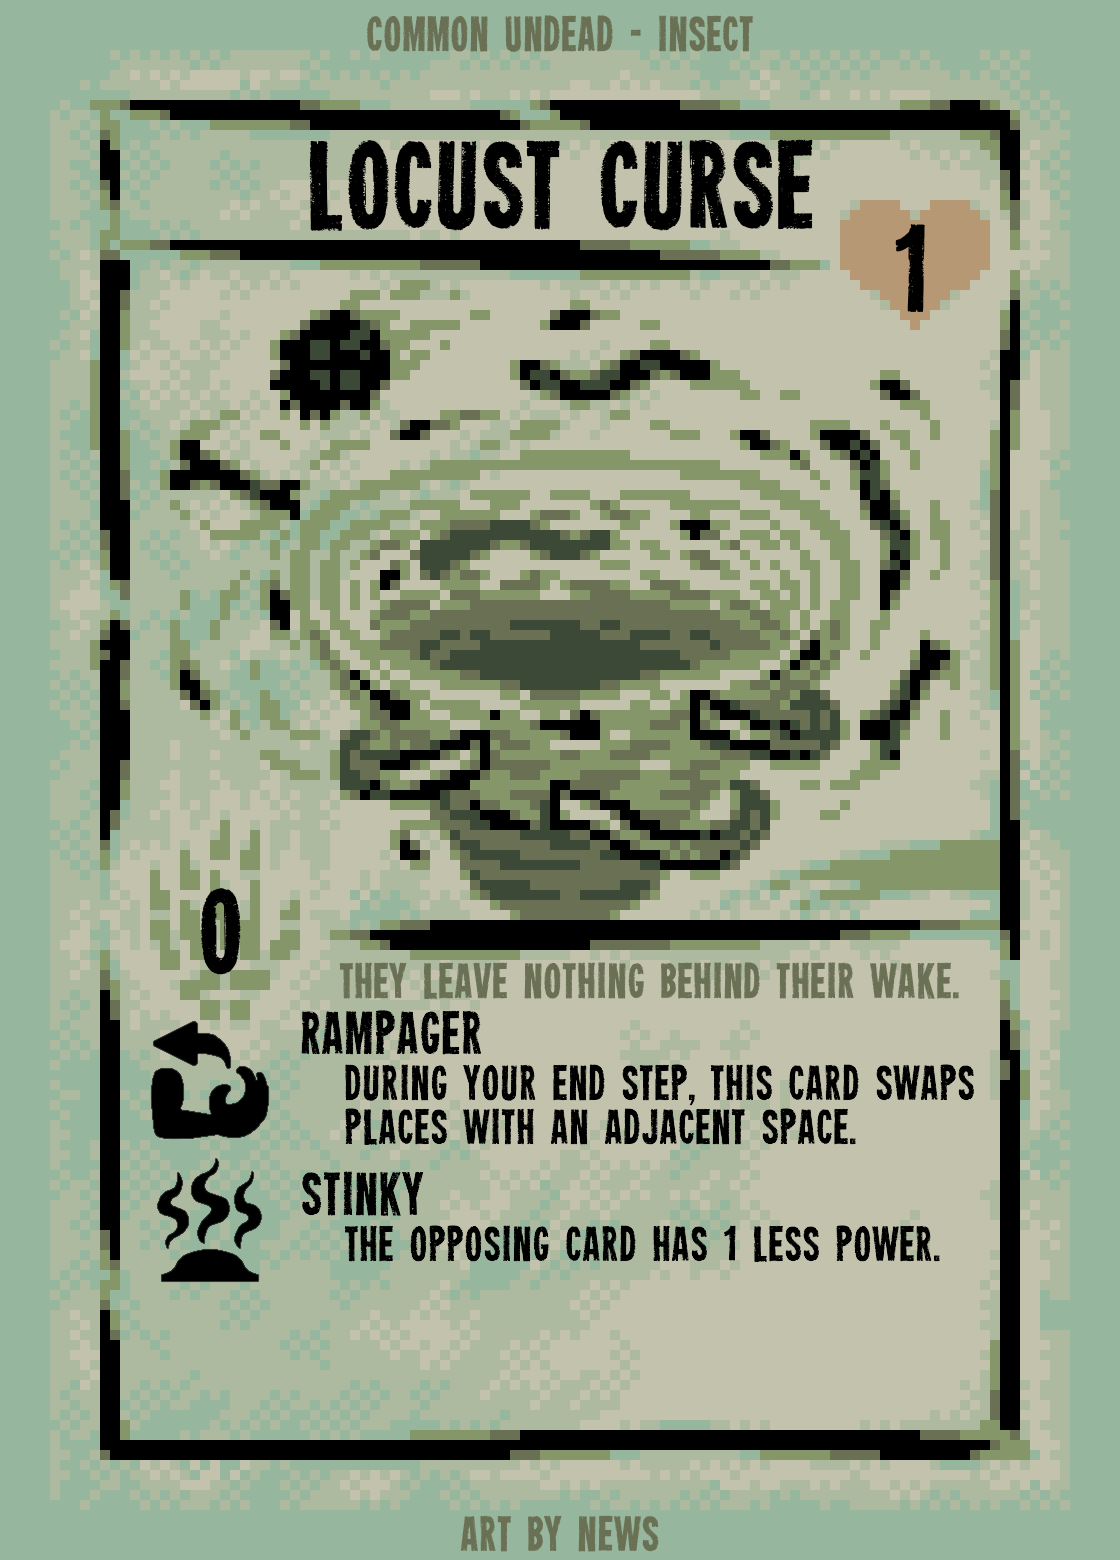 COMMON UNDEAD - INSECT
LOCUST CURSE
1
0
THEY LEAVE NOTHING BEHIND THEIR WAKE.
RAMPAGER
DURING YOUR END STEP, THIS CARD SWAPS
PLACES WITH AN ADJACENT SPACE.
STINKY
THE OPPOSING CARD HAS 1 LESS POWER.
ART BY NEWS